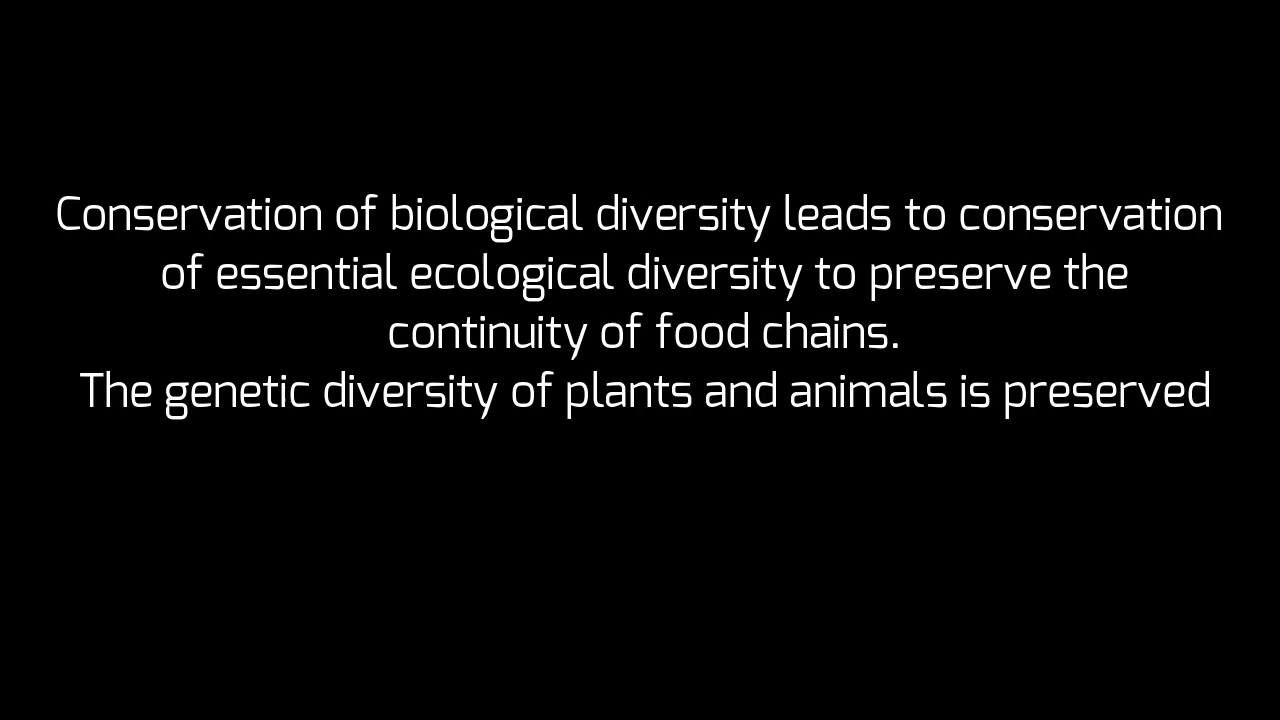 Conservation of biological diversity leads to conservation
of essential ecological diversity to preserve the
continuity of food chains.
The genetic diversity of plants and animals is preserved